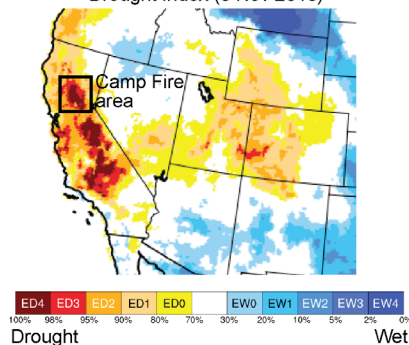 Camp Fire
area
ED4 ED3 ED2 ED1 ED0 EW0 EW1 EW2 EW3 EW4
100% 98% 95% 90% 80% 70% 30% 20% 10% 5% 2% 0%
Drought Wet